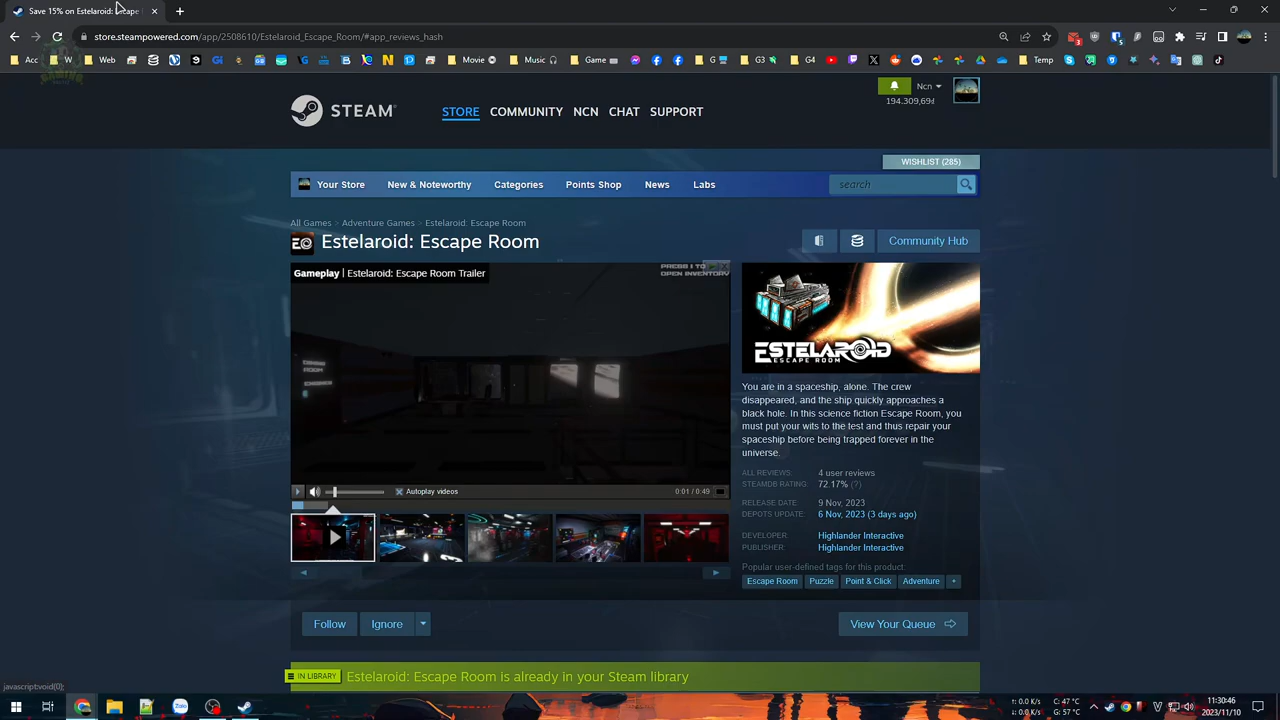 Save 15% on Estelaroid: Escape
store.steampowered.com/app/2508610/Estelaroid_Escape_Room/#app_reviews_hash
Acc W Web Movie Music Game G3 G4 Temp
STEAM
STORE COMMUNITY NCN CHAT SUPPORT
Ncn
WISHLIST (285)
Your Store New & Noteworthy Categories Points Shop News Labs
search
All Games > Adventure Games > Estelaroid: Escape Room
Estelaroid: Escape Room
Community Hub
Gameplay | Estelaroid: Escape Room Trailer
PRESS I TO
OPEN INVENTORY
ESTELAROID
ESCAPE ROOM
You are in a spaceship, alone. The crew
disappeared, and the ship quickly approaches a
black hole. In this science fiction Escape Room, you
must put your wits to the test and thus repair your
spaceship before being trapped forever in the
universe.
ALL REVIEWS: 4 user reviews
STEAMDB RATING: 72.17% (?)
RELEASE DATE: 9 Nov, 2023
DEPOTS UPDATE: 6 Nov, 2023 (3 days ago)
DEVELOPER: Highlander Interactive
PUBLISHER: Highlander Interactive
Autoplay videos
0:01 / 0:49
Popular user-defined tags for this product:
Escape Room Puzzle Point & Click Adventure +
Follow Ignore
View Your Queue
IN LIBRARY
Estelaroid: Escape Room is already in your Steam library
javascript:void(0);
t: 0.0 K/s C: 47 °C
t: 0.0 K/s G: 57 °C
11:30:46
2023/11/10